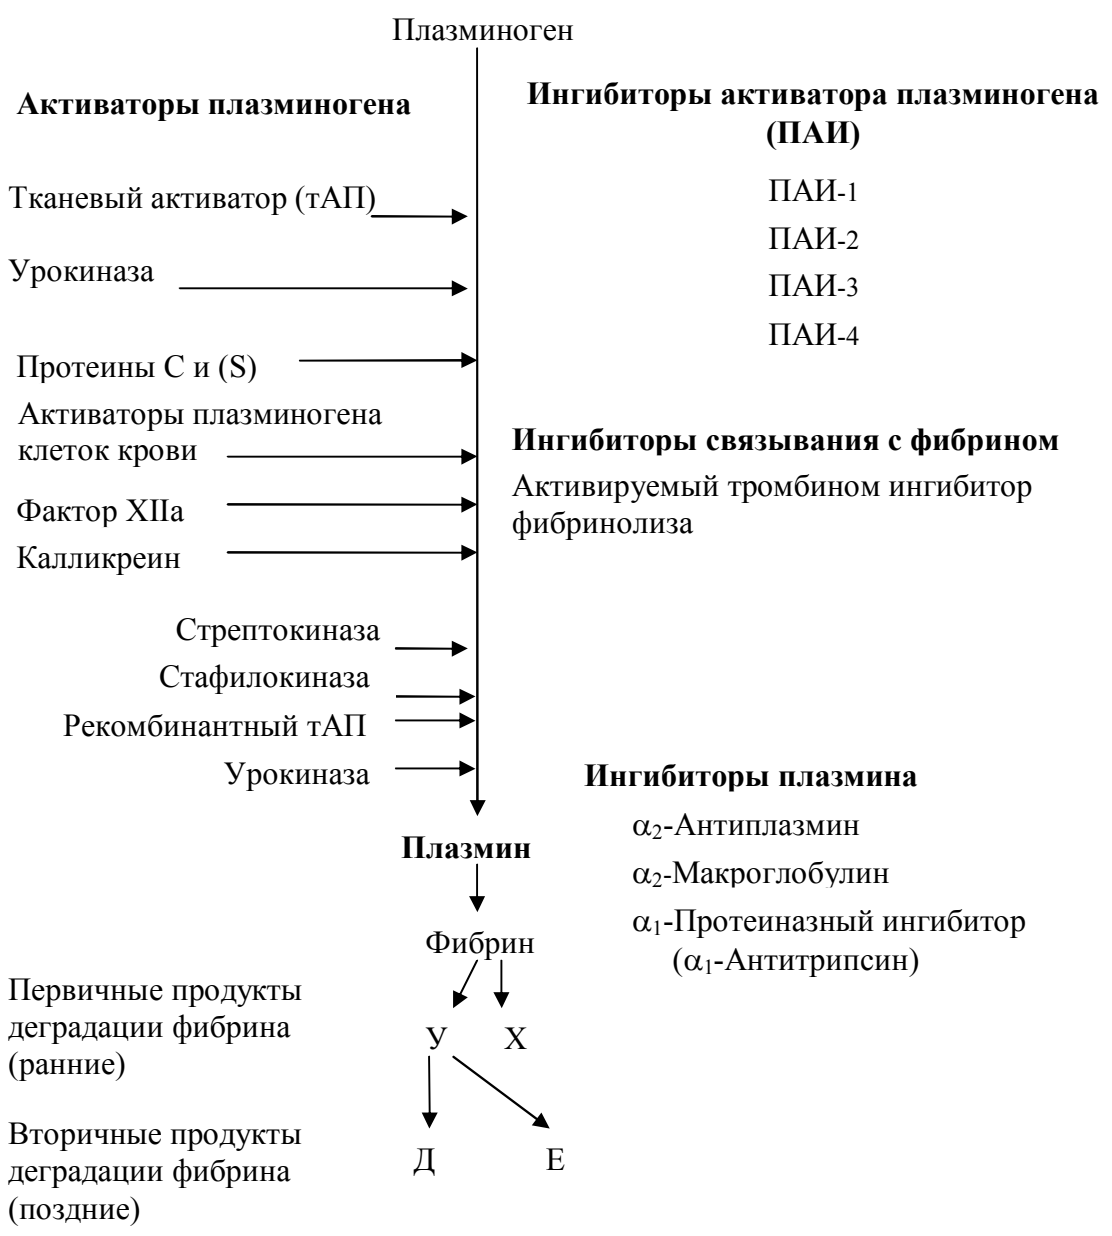 Плазминоген
Активаторы плазминогена
Ингибиторы активатора плазминогена
(ПАИ)
Тканевый активатор (тАП)
ПАИ-1
ПАИ-2
Урокиназа
ПАИ-3
ПАИ-4
Протеины С и (S)
Активаторы плазминогена
клеток крови
Ингибиторы связывания с фибрином
Активируемый тромбином ингибитор
фибринолиза
Фактор XIIa
Калликреин
Стрептокиназа
Стафилокиназа
Рекомбинантный тАП
Урокиназа
Ингибиторы плазмина
α₂-Антиплазмин
α₂-Макроглобулин
α₁-Протеиназный ингибитор
(α₁-Антитрипсин)
Плазмин
Фибрин
Первичные продукты
деградации фибрина
(ранние)
У Х
Вторичные продукты
деградации фибрина
(поздние)
Д Е